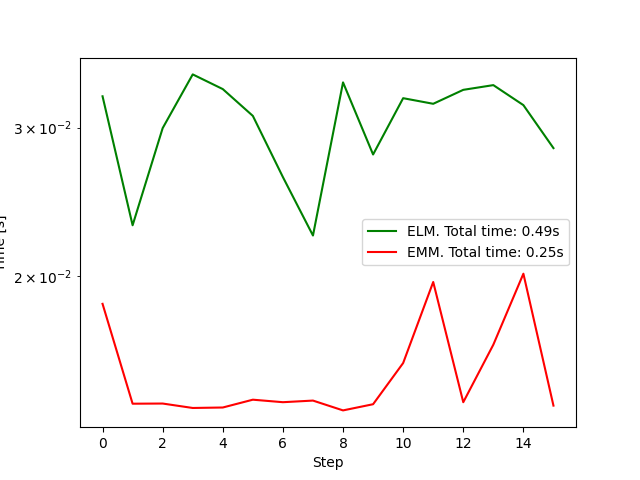 3 × 10⁻²
2 × 10⁻²
ELM. Total time: 0.49s
EMM. Total time: 0.25s
0 2 4 6 8 10 12 14
Step